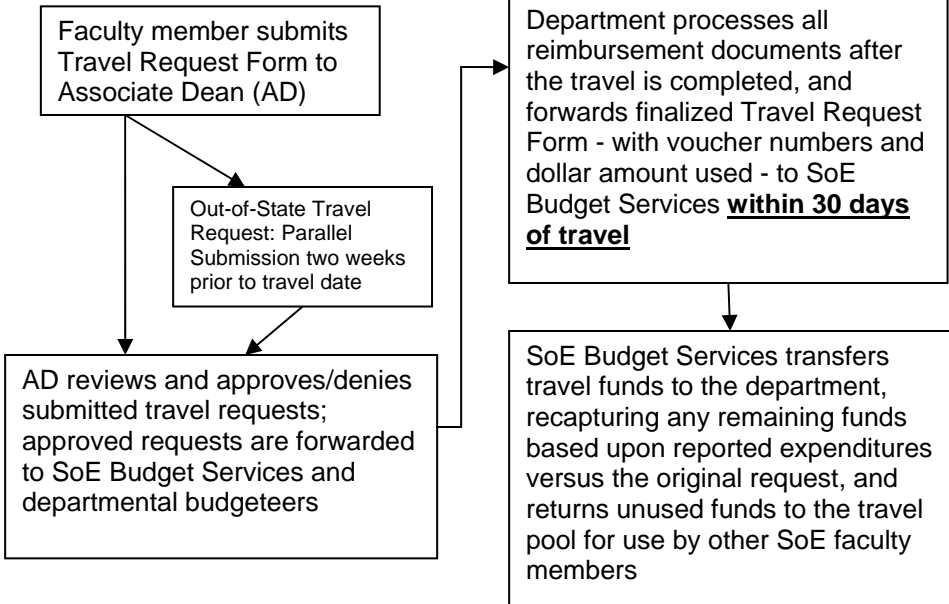 Faculty member submits
Travel Request Form to
Associate Dean (AD)
Out-of-State Travel
Request: Parallel
Submission two weeks
prior to travel date
AD reviews and approves/denies
submitted travel requests;
approved requests are forwarded
to SoE Budget Services and
departmental budgeteers
Department processes all
reimbursement documents after
the travel is completed, and
forwards finalized Travel Request
Form - with voucher numbers and
dollar amount used - to SoE
Budget Services within 30 days
of travel
SoE Budget Services transfers
travel funds to the department,
recapturing any remaining funds
based upon reported expenditures
versus the original request, and
returns unused funds to the travel
pool for use by other SoE faculty
members